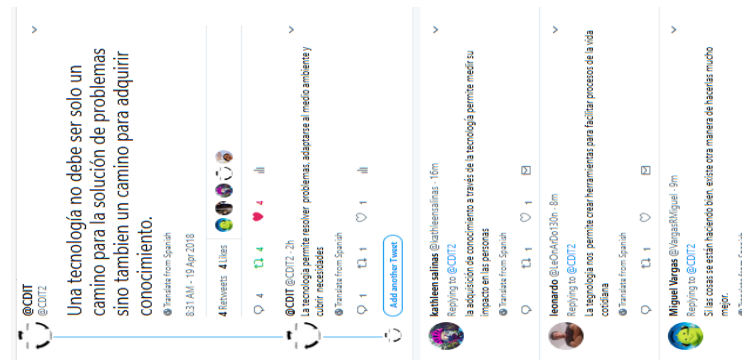 @CDIT
@CDIT2
Una tecnología no debe ser solo un
camino para la solución de problemas
sino también un camino para adquirir
conocimiento.
Translate from Spanish
8:31 AM - 19 Apr 2018
4 Retweets 4 Likes
4 4 4
@CDIT @CDIT2 · 2h
La tecnología permite resolver problemas, adaptarse al medio ambiente y
cubrir necesidades
Translate from Spanish
1 1 1
Add another Tweet
kathleen salinas @kathleensalinas · 16m
Replying to @CDIT2
la adquisición de conocimiento a través de la tecnología permite medir su
impacto en las personas
Translate from Spanish
1 1
leonardo @LeOnArDo130n · 8m
Replying to @CDIT2
La tegnología nos permite crear herramientas para facilitar procesos de la vida
cotidiana
Translate from Spanish
1 1
Miguel Vargas @VargasRMiguel · 9m
Replying to @CDIT2
Si las cosas se están haciendo bien, existe otra manera de hacerlas mucho
mejor.